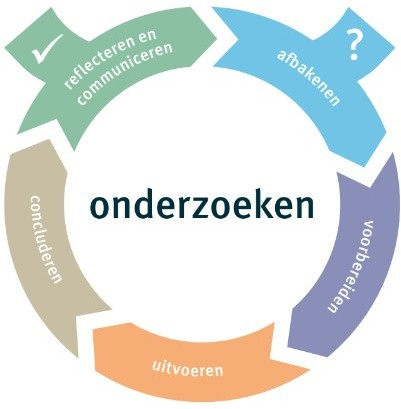 reflecteren en
communiceren
?
afbakenen
onderzoeken
concluderen
voorbereiden
uitvoeren